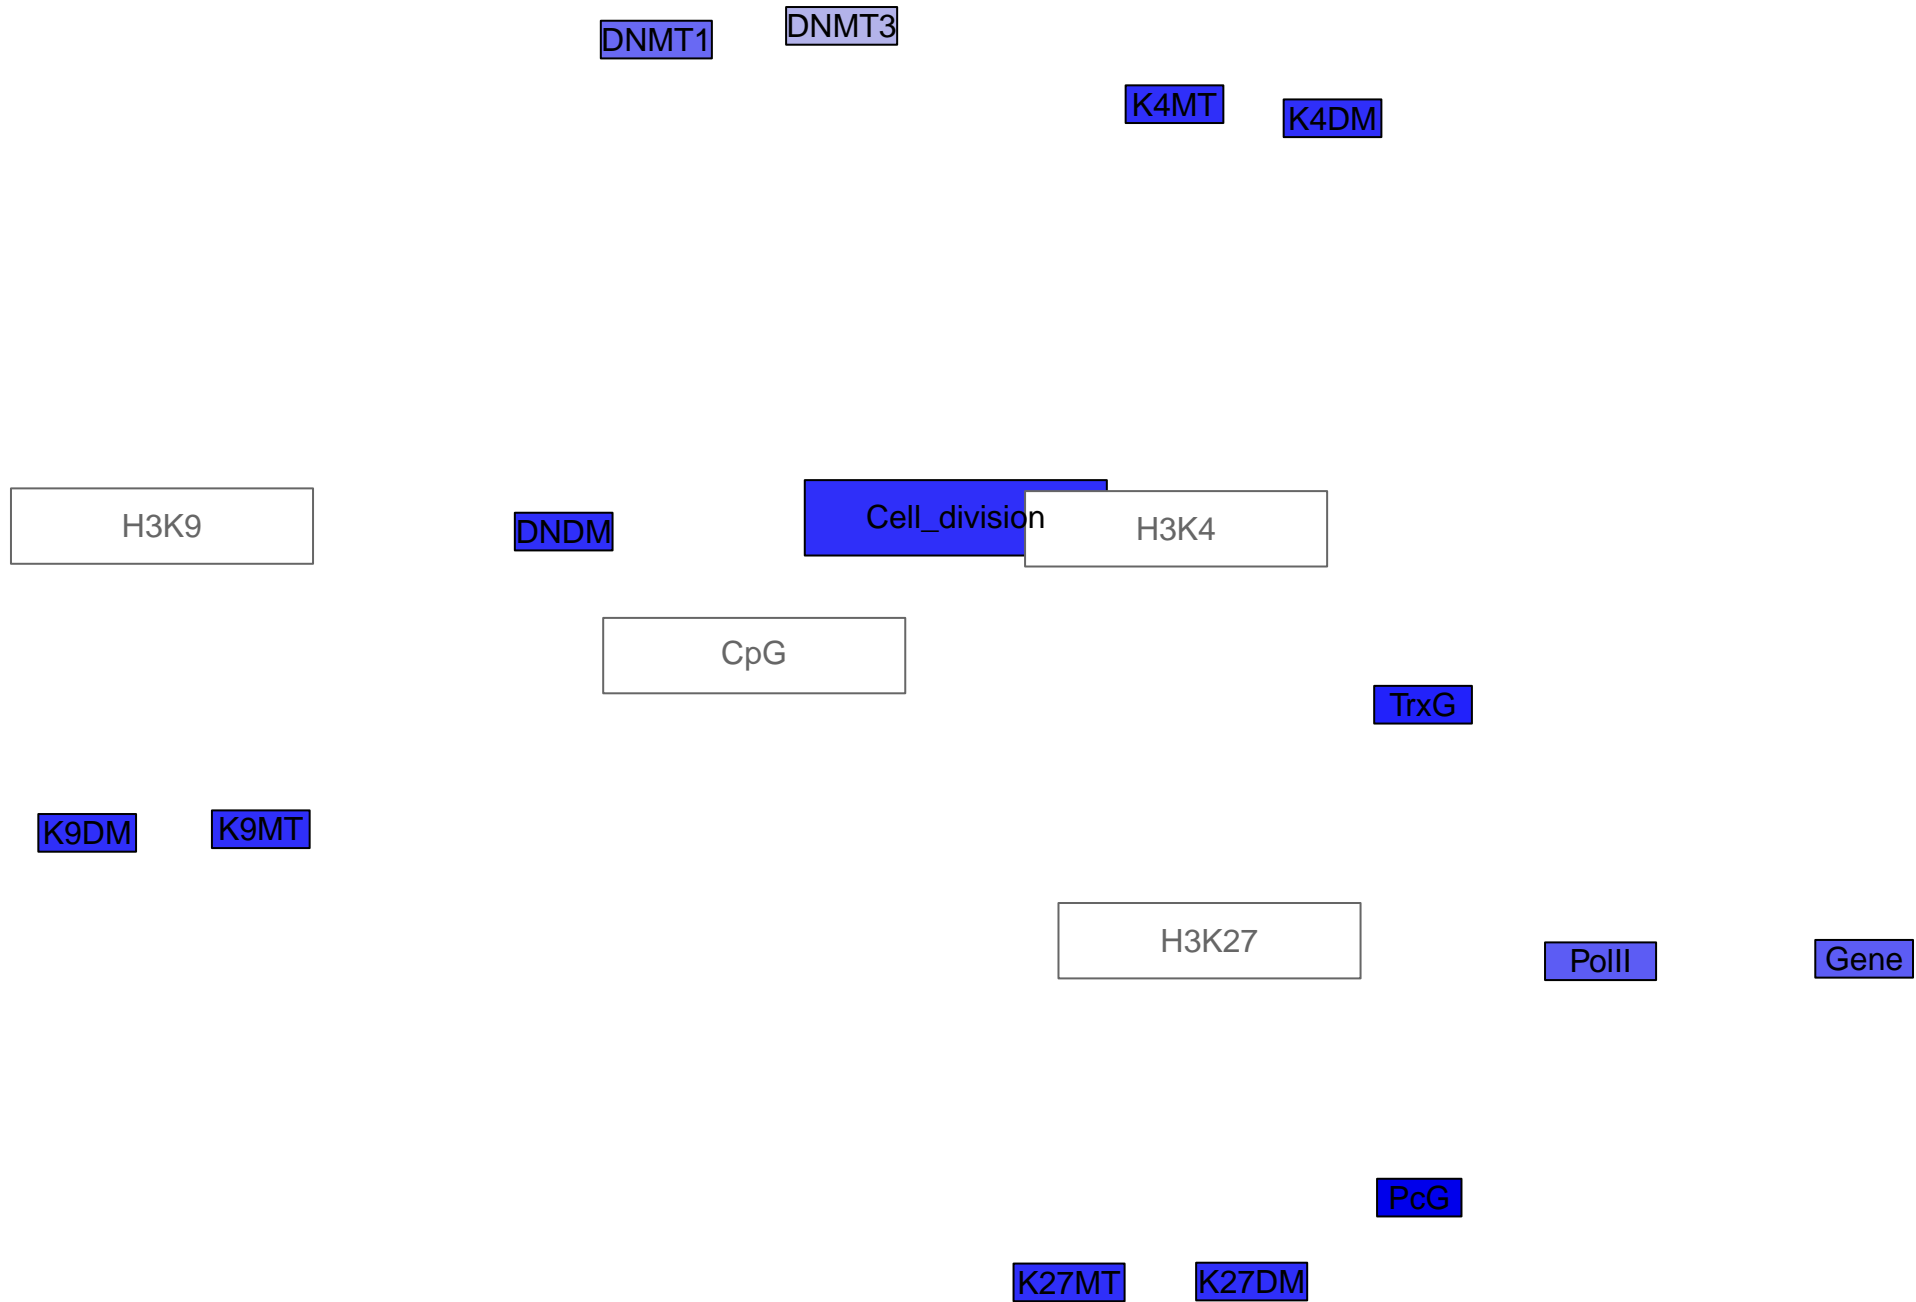 DNMT1
DNMT3
K4MT
K4DM
H3K9
DNDM
Cell_division
H3K4
CpG
TrxG
K9DM
K9MT
H3K27
PolII
Gene
PcG
K27MT
K27DM